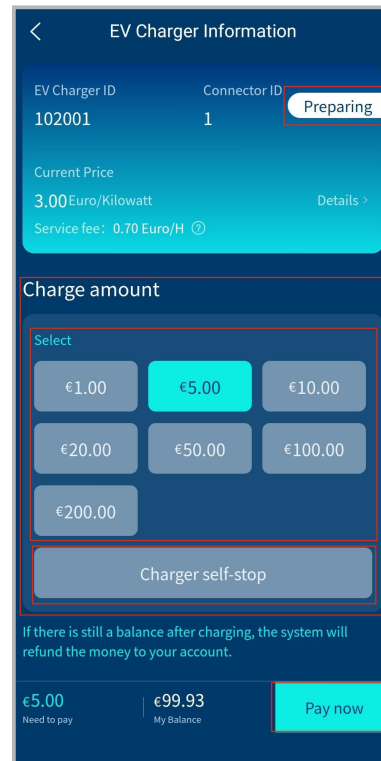 EV Charger Information
EV Charger ID Connector ID
Preparing
102001 1
Current Price
3.00 Euro/Kilowatt Details >
Service fee: 0.70 Euro/H ?
Charge amount
Select
€1.00 €5.00 €10.00
€20.00 €50.00 €100.00
€200.00
Charger self-stop
If there is still a balance after charging, the system will
refund the money to your account.
€5.00 €99.93 Pay now
Need to pay My Balance